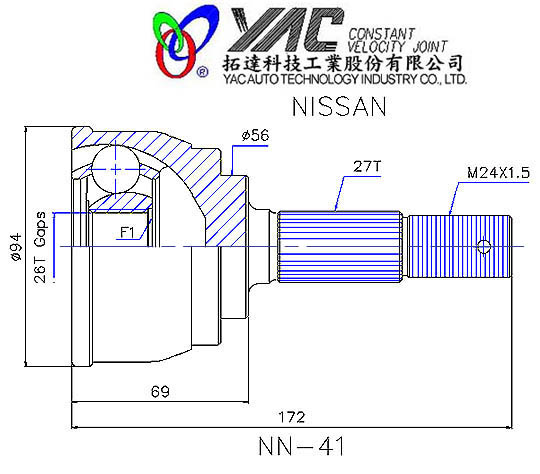 YAC CONSTANT
VELOCITY JOINT
拓達科技工業股份有限公司
®
YAC AUTO TECHNOLOGY INDUSTRY CO., LTD.
NISSAN
ø56
27T
M24X1.5
F1
26T Gaps
ø94
69
172
NN-41